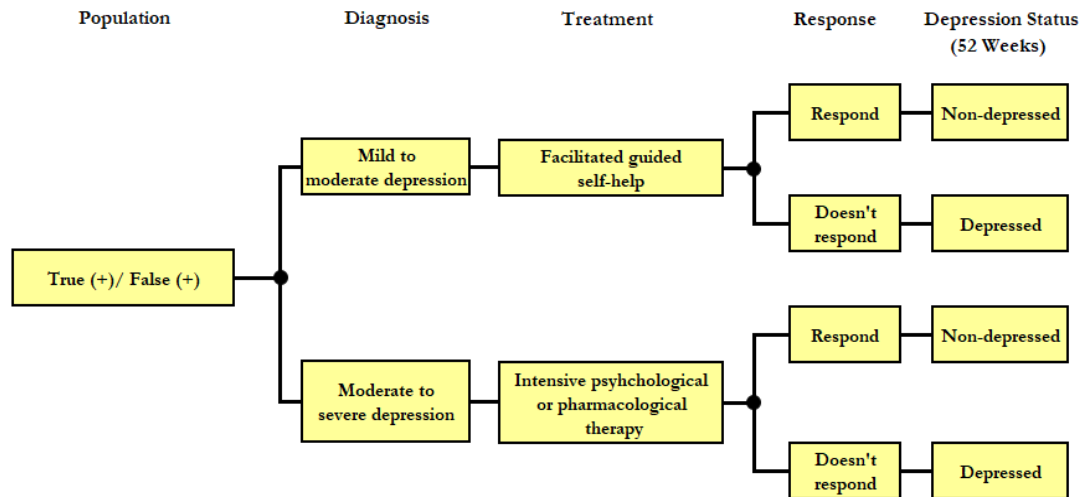 Population
Diagnosis
Treatment
Response
Depression Status
(52 Weeks)
True (+)/ False (+)
Mild to
moderate depression
Facilitated guided
self-help
Respond
Non-depressed
Doesn't
respond
Depressed
Moderate to
severe depression
Intensive psyhchological
or pharmacological
therapy
Respond
Non-depressed
Doesn't
respond
Depressed